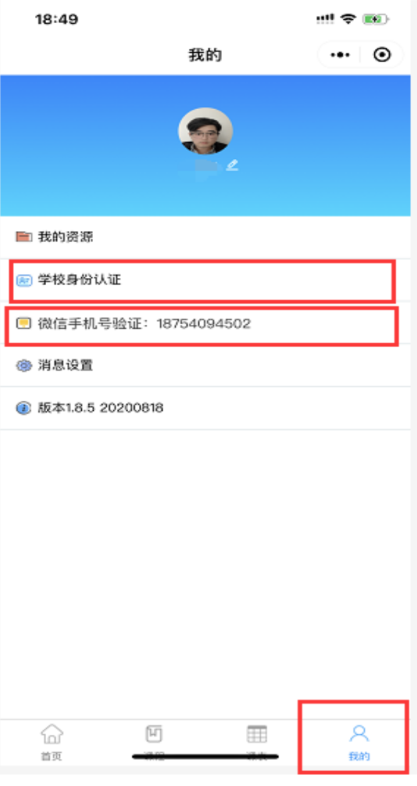 18:49
我的
我的资源
学校身份认证
微信手机号验证：18754094502
消息设置
版本1.8.5 20200818
首页
我的